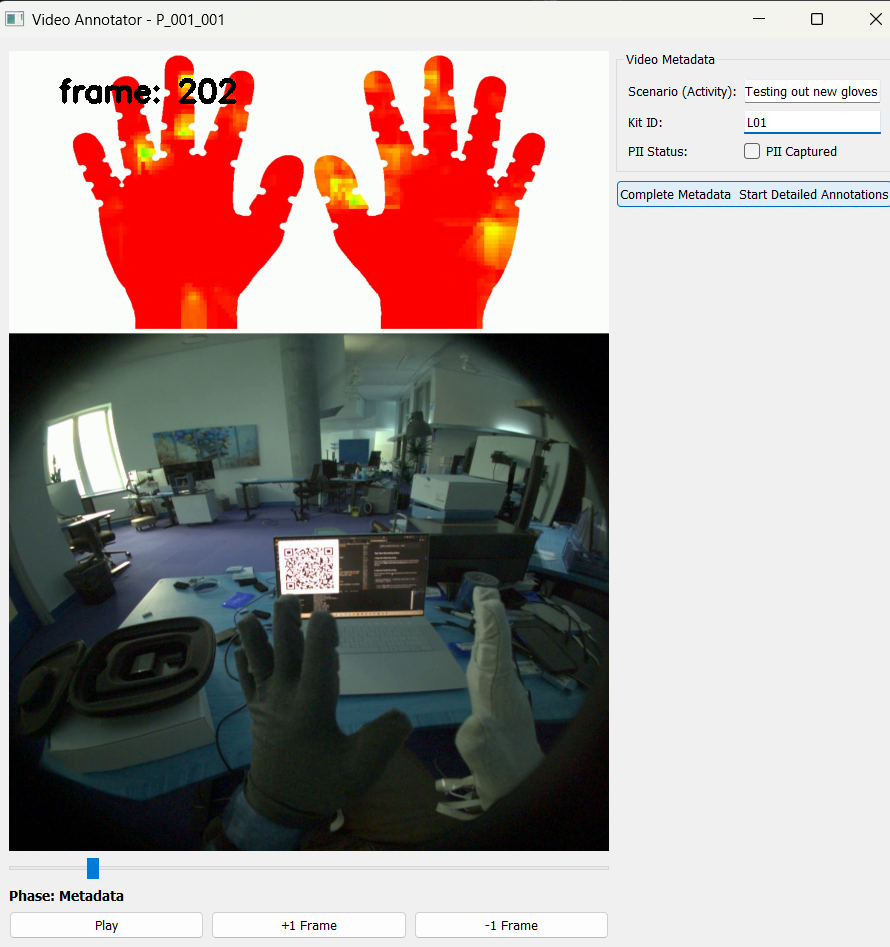 Video Annotator - P_001_001
frame: 202
Video Metadata
Scenario (Activity): Testing out new gloves
Kit ID: L01
PII Status: PII Captured
Complete Metadata  Start Detailed Annotations
Phase: Metadata
Play
+1 Frame
-1 Frame